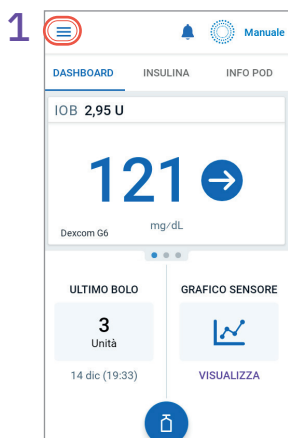 1
Manuale
DASHBOARD INSULINA INFO POD
IOB 2,95 U
121
mg/dL
Dexcom G6
ULTIMO BOLO
3
Unità
14 dic (19:33)
GRAFICO SENSORE
VISUALIZZA